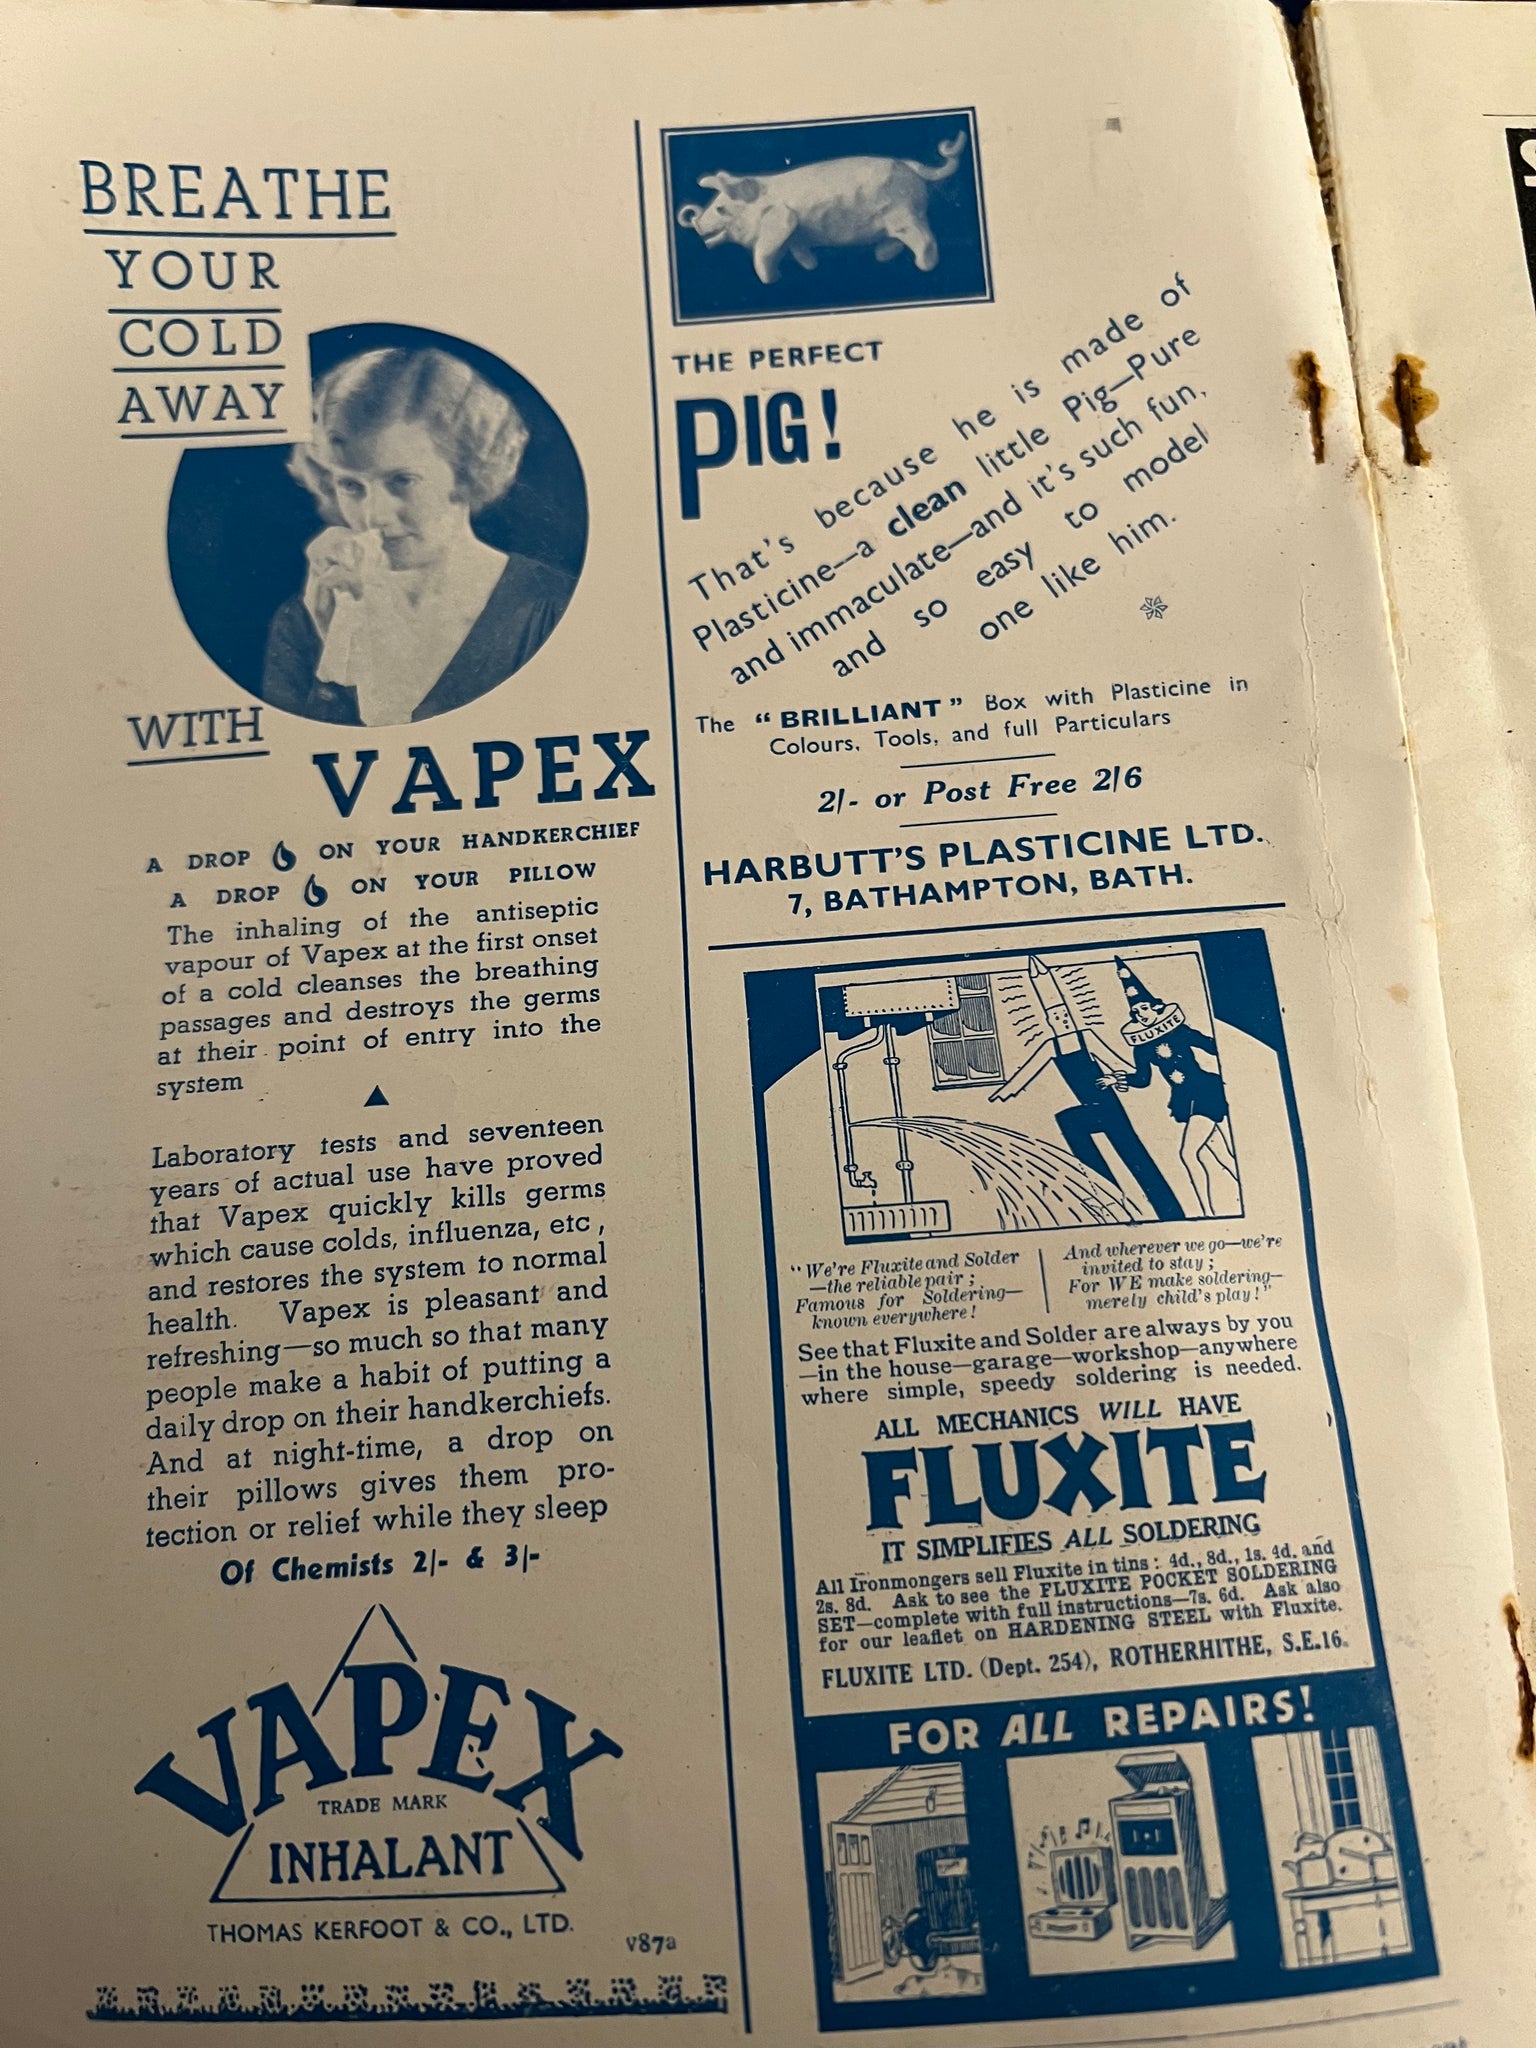 BREATHE
YOUR
COLD
AWAY
WITH
VAPEX
A DROP ON YOUR HANDKERCHIEF
A DROP ON YOUR PILLOW
The inhaling of the antiseptic
vapour of Vapex at the first onset
of a cold cleanses the breathing
passages and destroys the germs
at their point of entry into the
system
Laboratory tests and seventeen
years of actual use have proved
that Vapex quickly kills germs
which cause colds, influenza, etc,
and restores the system to normal
health. Vapex is pleasant and
refreshing—so much so that many
people make a habit of putting a
daily drop on their handkerchiefs.
And at night-time, a drop on
their pillows gives them pro-
tection or relief while they sleep
Of Chemists 2/- & 3/-
VAPEX
TRADE MARK
INHALANT
THOMAS KERFOOT & CO., LTD.
v87a
THE PERFECT
PIG!
That's because he is made of
Plasticine—a clean little Pig—Pure
and immaculate—and it's such fun,
and so easy to model
one like him.
The "BRILLIANT" Box with Plasticine in
Colours, Tools, and full Particulars
2/- or Post Free 2/6
HARBUTT'S PLASTICINE LTD.
7, BATHAMPTON, BATH.
FLUXITE
"We're Fluxite and Solder
—the reliable pair;
Famous for Soldering—
known everywhere!
And wherever we go—we're
invited to stay;
For WE make soldering—
merely child's play!"
See that Fluxite and Solder are always by you
—in the house—garage—workshop—anywhere
where simple, speedy soldering is needed.
ALL MECHANICS WILL HAVE
FLUXITE
IT SIMPLIFIES ALL SOLDERING
All Ironmongers sell Fluxite in tins: 4d., 8d., 1s. 4d. and
2s. 8d. Ask to see the FLUXITE POCKET SOLDERING
SET—complete with full instructions—7s. 6d. Ask also
for our leaflet on HARDENING STEEL with Fluxite.
FLUXITE LTD. (Dept. 254), ROTHERHITHE, S.E.16.
FOR ALL REPAIRS!